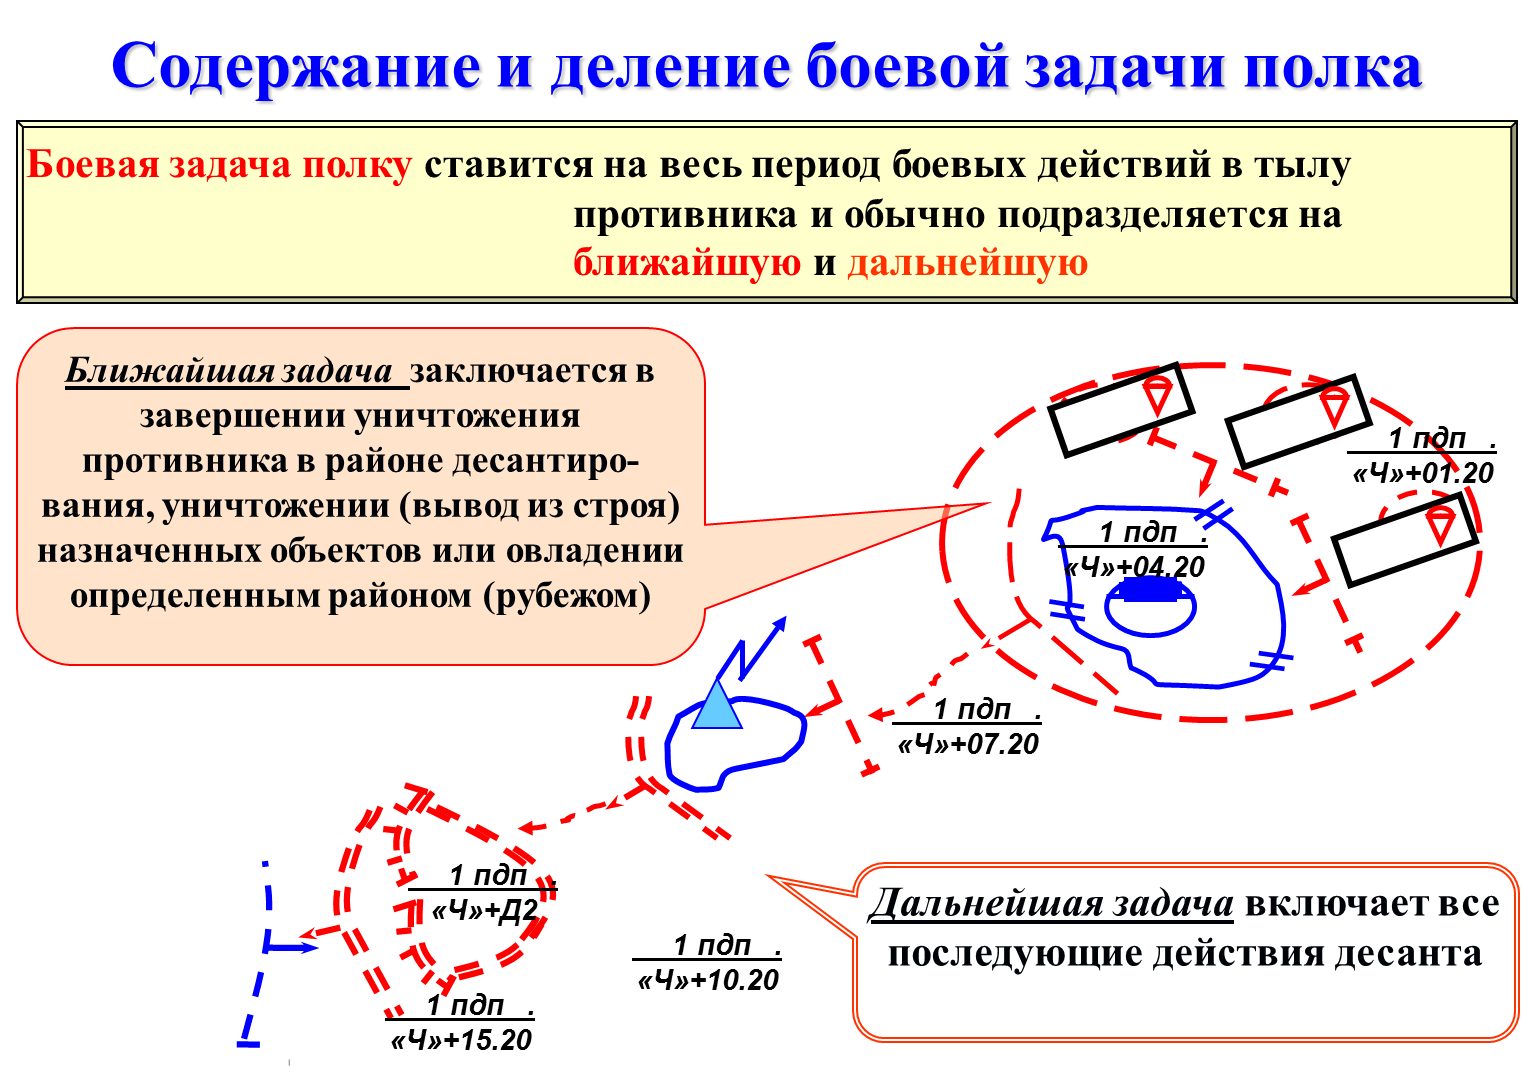 Содержание и деление боевой задачи полка
Боевая задача полку ставится на весь период боевых действий в тылу
противника и обычно подразделяется на
ближайшую и дальнейшую
Ближайшая задача заключается в
завершении уничтожения
противника в районе десантиро-
вания, уничтожении (вывод из строя)
назначенных объектов или овладении
определенным районом (рубежом)
1 пдп .
«Ч»+01.20
1 пдп .
«Ч»+04.20
1 пдп .
«Ч»+07.20
1 пдп .
«Ч»+Д2
1 пдп .
«Ч»+10.20
1 пдп .
«Ч»+15.20
Дальнейшая задача включает все
последующие действия десанта